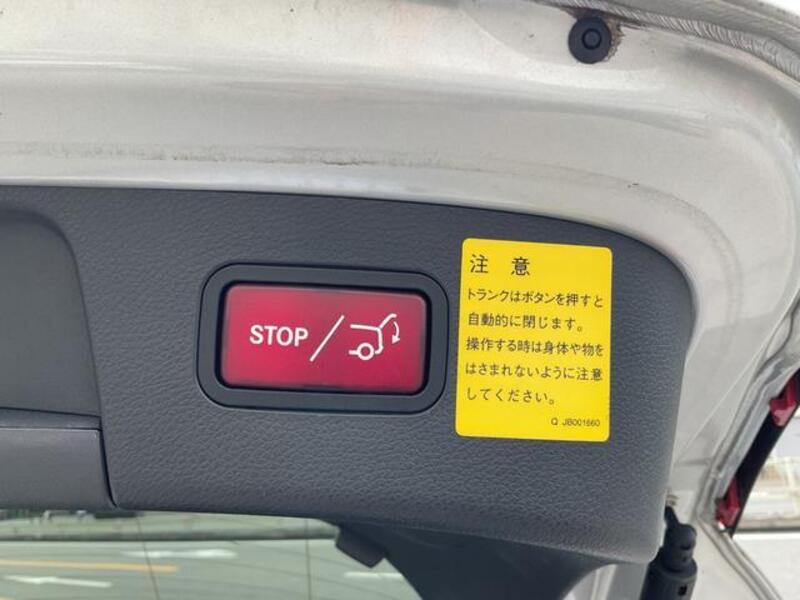 STOP
注 意
トランクはボタンを押すと
自動的に閉じます。
操作する時は身体や物を
はさまれないように注意
してください。
Q JB001660